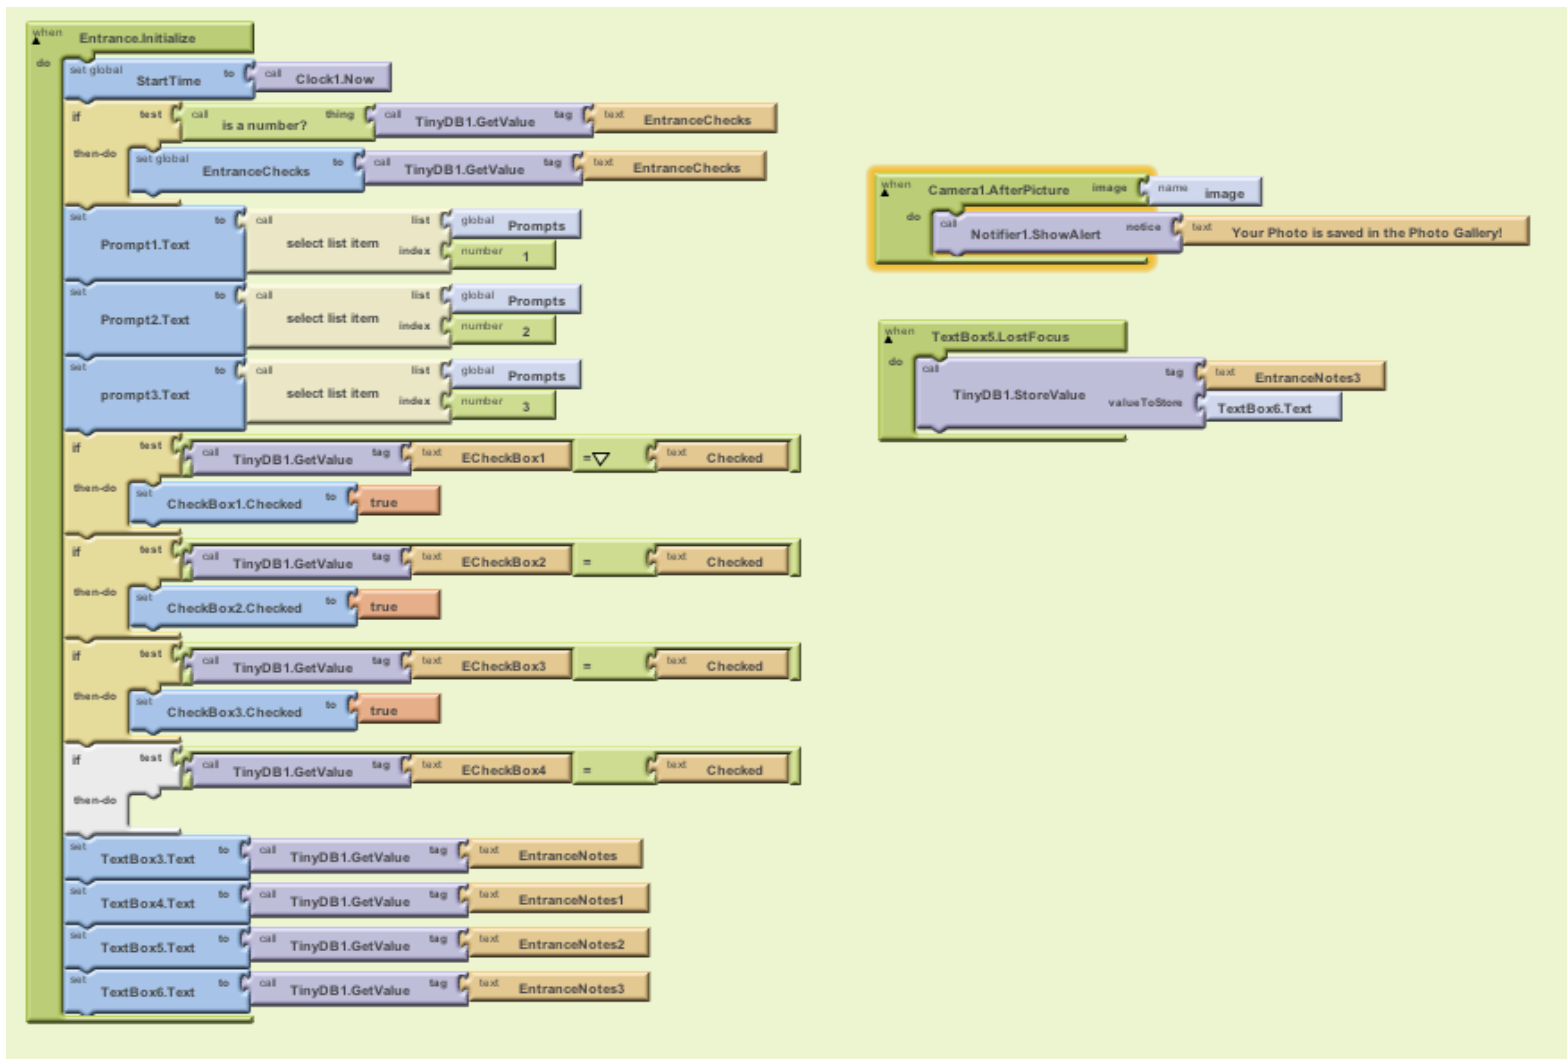 when Entrance.Initialize
do set global StartTime to call Clock1.Now
if test call is a number? thing call TinyDB1.GetValue tag text EntranceChecks
then-do set global EntranceChecks to call TinyDB1.GetValue tag text EntranceChecks
set Prompt1.Text to call select list item list global Prompts
index number 1
set Prompt2.Text to call select list item list global Prompts
index number 2
set prompt3.Text to call select list item list global Prompts
index number 3
if test call TinyDB1.GetValue tag text ECheckBox1 = text Checked
then-do set CheckBox1.Checked to true
if test call TinyDB1.GetValue tag text ECheckBox2 = text Checked
then-do set CheckBox2.Checked to true
if test call TinyDB1.GetValue tag text ECheckBox3 = text Checked
then-do set CheckBox3.Checked to true
if test call TinyDB1.GetValue tag text ECheckBox4 = text Checked
then-do
set TextBox3.Text to call TinyDB1.GetValue tag text EntranceNotes
set TextBox4.Text to call TinyDB1.GetValue tag text EntranceNotes1
set TextBox5.Text to call TinyDB1.GetValue tag text EntranceNotes2
set TextBox6.Text to call TinyDB1.GetValue tag text EntranceNotes3
when Camera1.AfterPicture image name image
do call Notifier1.ShowAlert notice text Your Photo is saved in the Photo Gallery!
when TextBox5.LostFocus
do call TinyDB1.StoreValue tag text EntranceNotes3
valueToStore TextBox6.Text